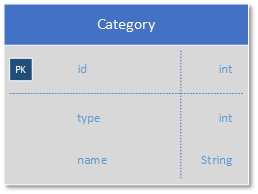 Category
PK id int
type int
name String